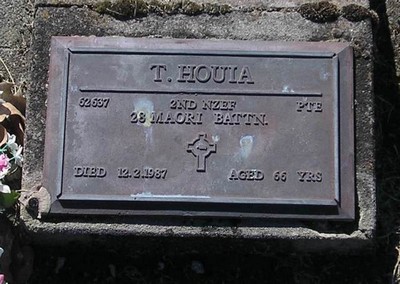 T. HOUIA
62637 2ND NZEF PTE
28 MAORI BATTN.
DIED 12.2.1987 AGED 66 YRS